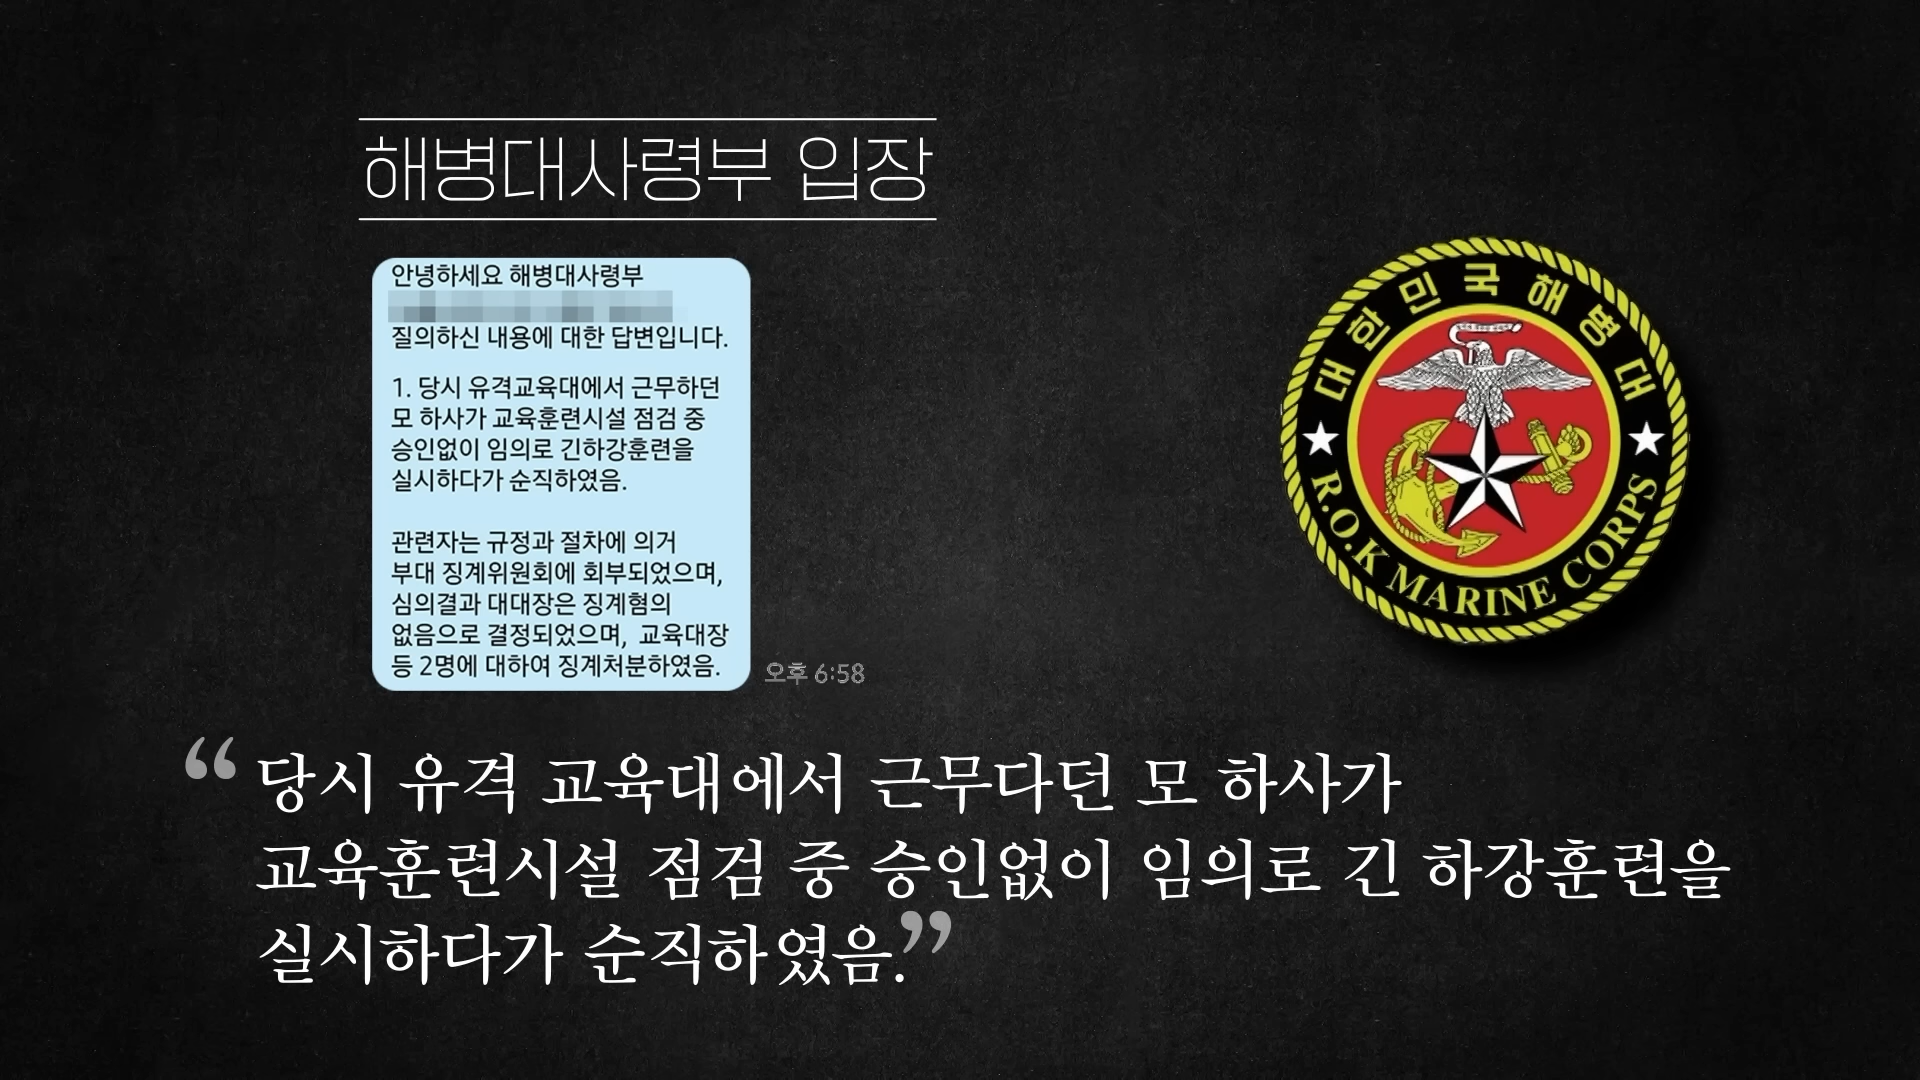 해병대사령부 입장
안녕하세요 해병대사령부
질의하신 내용에 대한 답변입니다.
1. 당시 유격교육대에서 근무하던
모 하사가 교육훈련시설 점검 중
승인없이 임의로 긴하강훈련을
실시하다가 순직하였음.
관련자는 규정과 절차에 의거
부대 징계위원회에 회부되었으며,
심의결과 대대장은 징계혐의
없음으로 결정되었으며, 교육대장
등 2명에 대하여 징계처분하였음.
오후 6:58
대한민국해병대
R.O.K MARINE CORPS
“당시 유격 교육대에서 근무다던 모 하사가
교육훈련시설 점검 중 승인없이 임의로 긴 하강훈련을
실시하다가 순직하였음.”